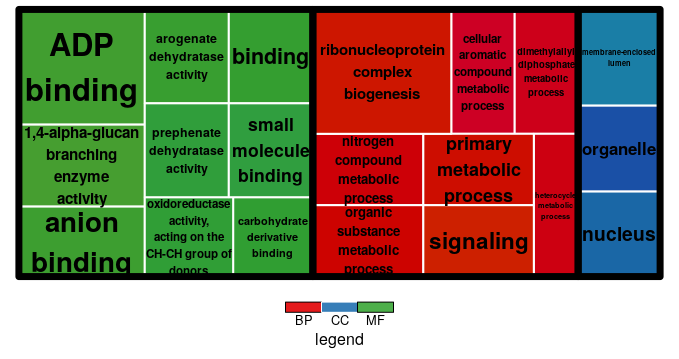 ADP
binding
1,4-alpha-glucan
branching
enzyme
activity
anion
binding
arogenate
dehydratase
activity
binding
prephenate
dehydratase
activity
small
molecule
binding
oxidoreductase
activity,
acting on the
CH-CH group of
donors
carbohydrate
derivative
binding
ribonucleoprotein
complex
biogenesis
cellular
aromatic
compound
metabolic
process
dimethylallyl
diphosphate
metabolic
process
nitrogen
compound
metabolic
process
primary
metabolic
process
organic
substance
metabolic
process
signaling
heterocycle
metabolic
process
membrane-enclosed
lumen
organelle
nucleus
BP CC MF
legend